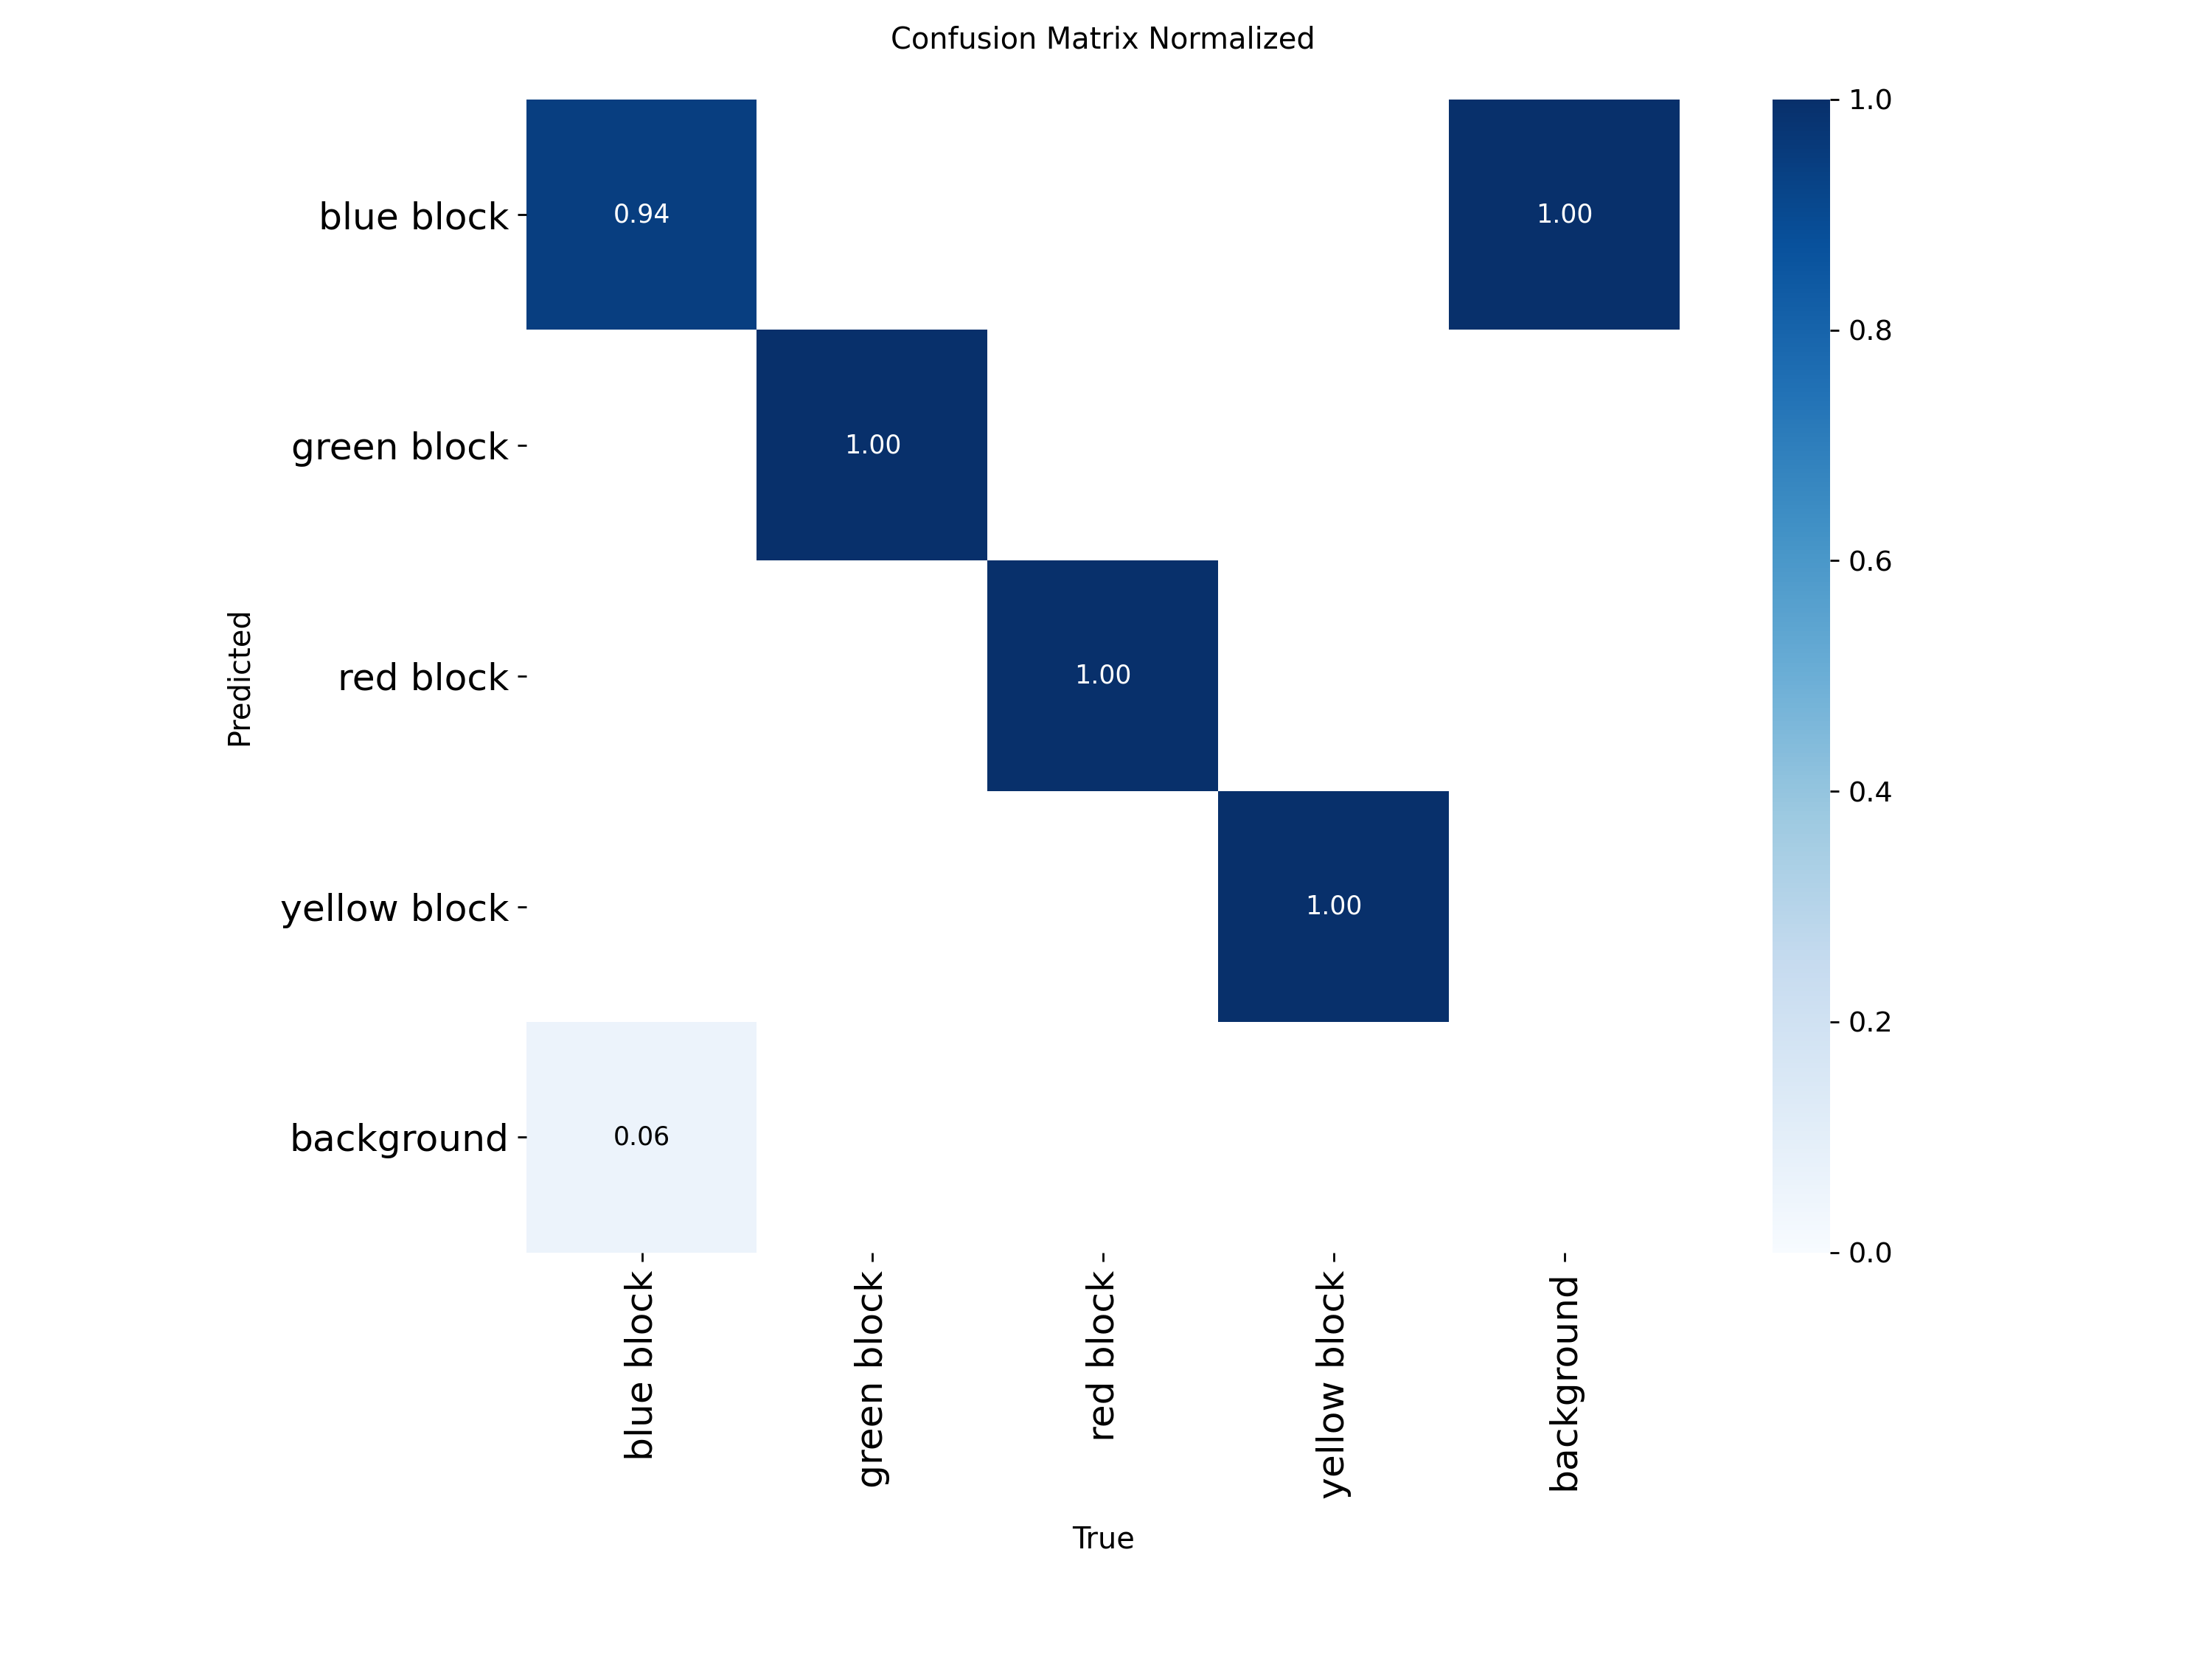 Confusion Matrix Normalized
blue block
green block
red block
yellow block
background
Predicted
0.94
1.00
1.00
1.00
1.00
0.06
blue block
green block
red block
yellow block
background
True
1.0
0.8
0.6
0.4
0.2
0.0